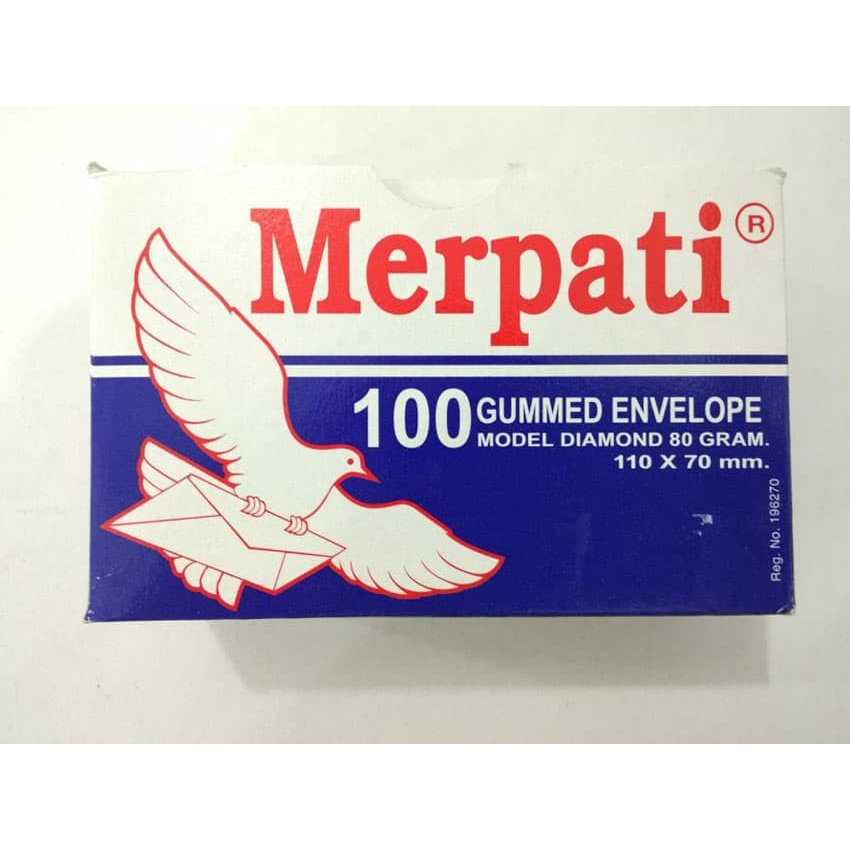 Merpati®
100 GUMMED ENVELOPE
MODEL DIAMOND 80 GRAM.
110 X 70 mm.
Reg. No. 196270